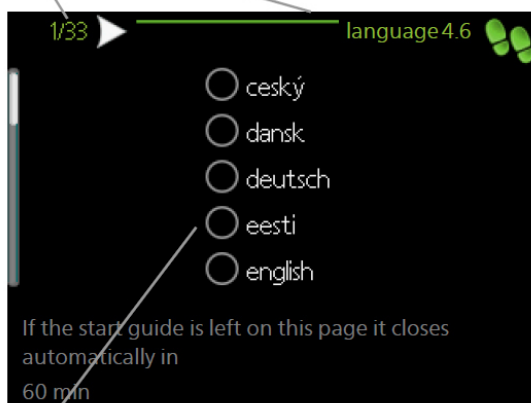 1/33
language 4.6
ceský
dansk
deutsch
eesti
english
If the start guide is left on this page it closes
automatically in
60 min